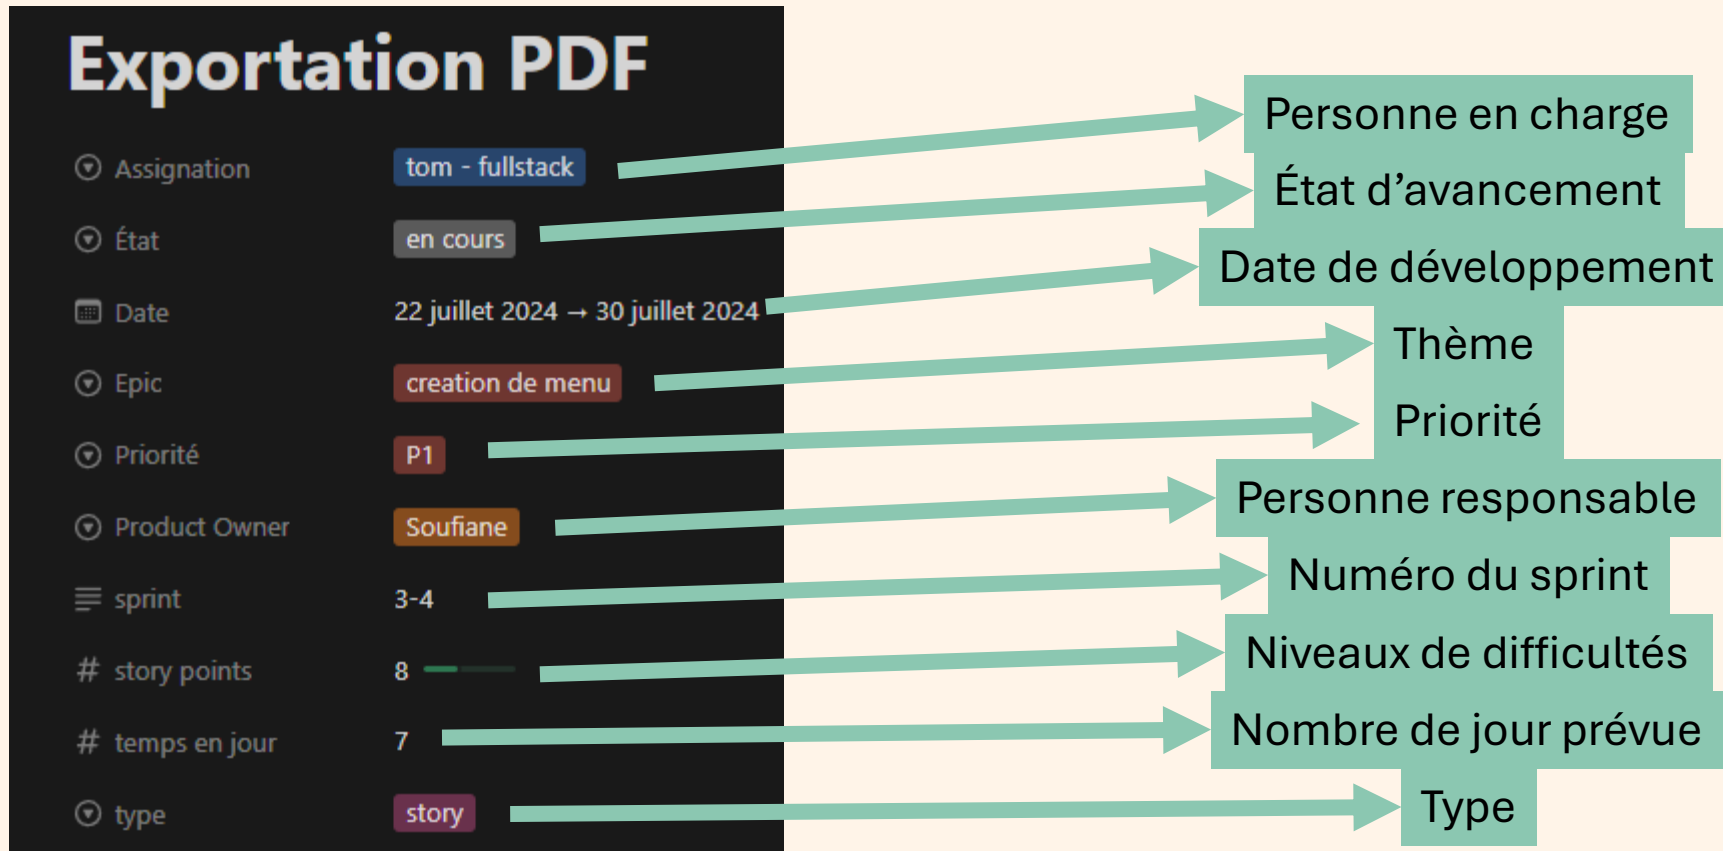 Exportation PDF
Assignation tom - fullstack Personne en charge
État en cours État d’avancement
Date 22 juillet 2024 → 30 juillet 2024 Date de développement
Epic creation de menu Thème
Priorité P1 Priorité
Product Owner Soufiane Personne responsable
sprint 3-4 Numéro du sprint
# story points 8 Niveaux de difficultés
# temps en jour 7 Nombre de jour prévue
type story Type